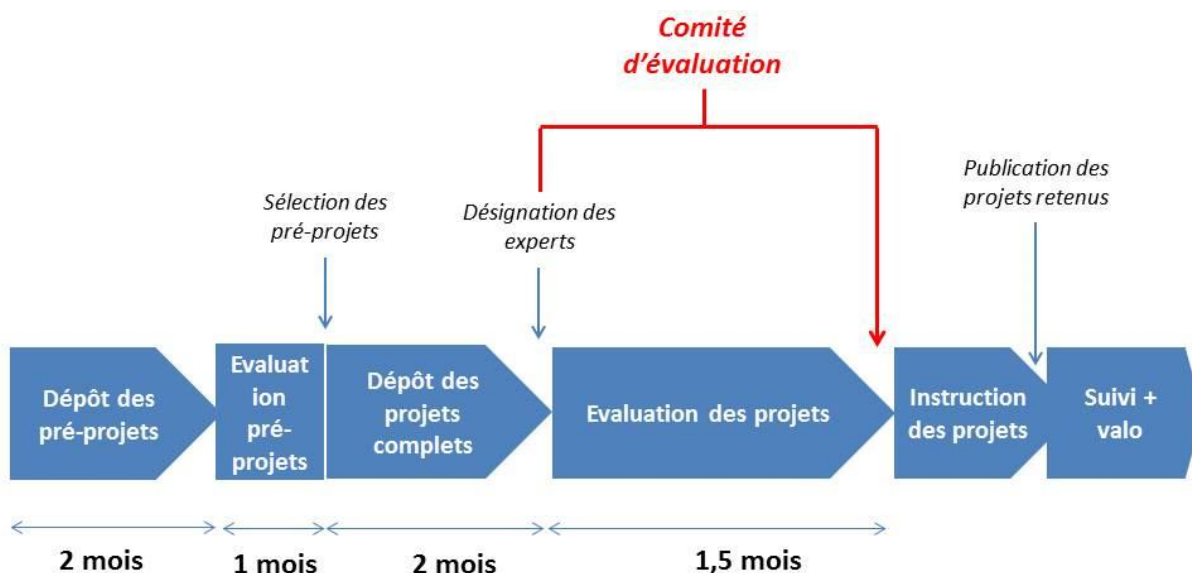 Comité
d’évaluation
Publication des
projets retenus
Sélection des
pré-projets
Désignation des
experts
Dépôt des
pré-projets
Evaluat
ion
pré-
projets
Dépôt des
projets
complets
Evaluation des projets
Instruction
des projets
Suivi +
valo
2 mois
1 mois
2 mois
1,5 mois